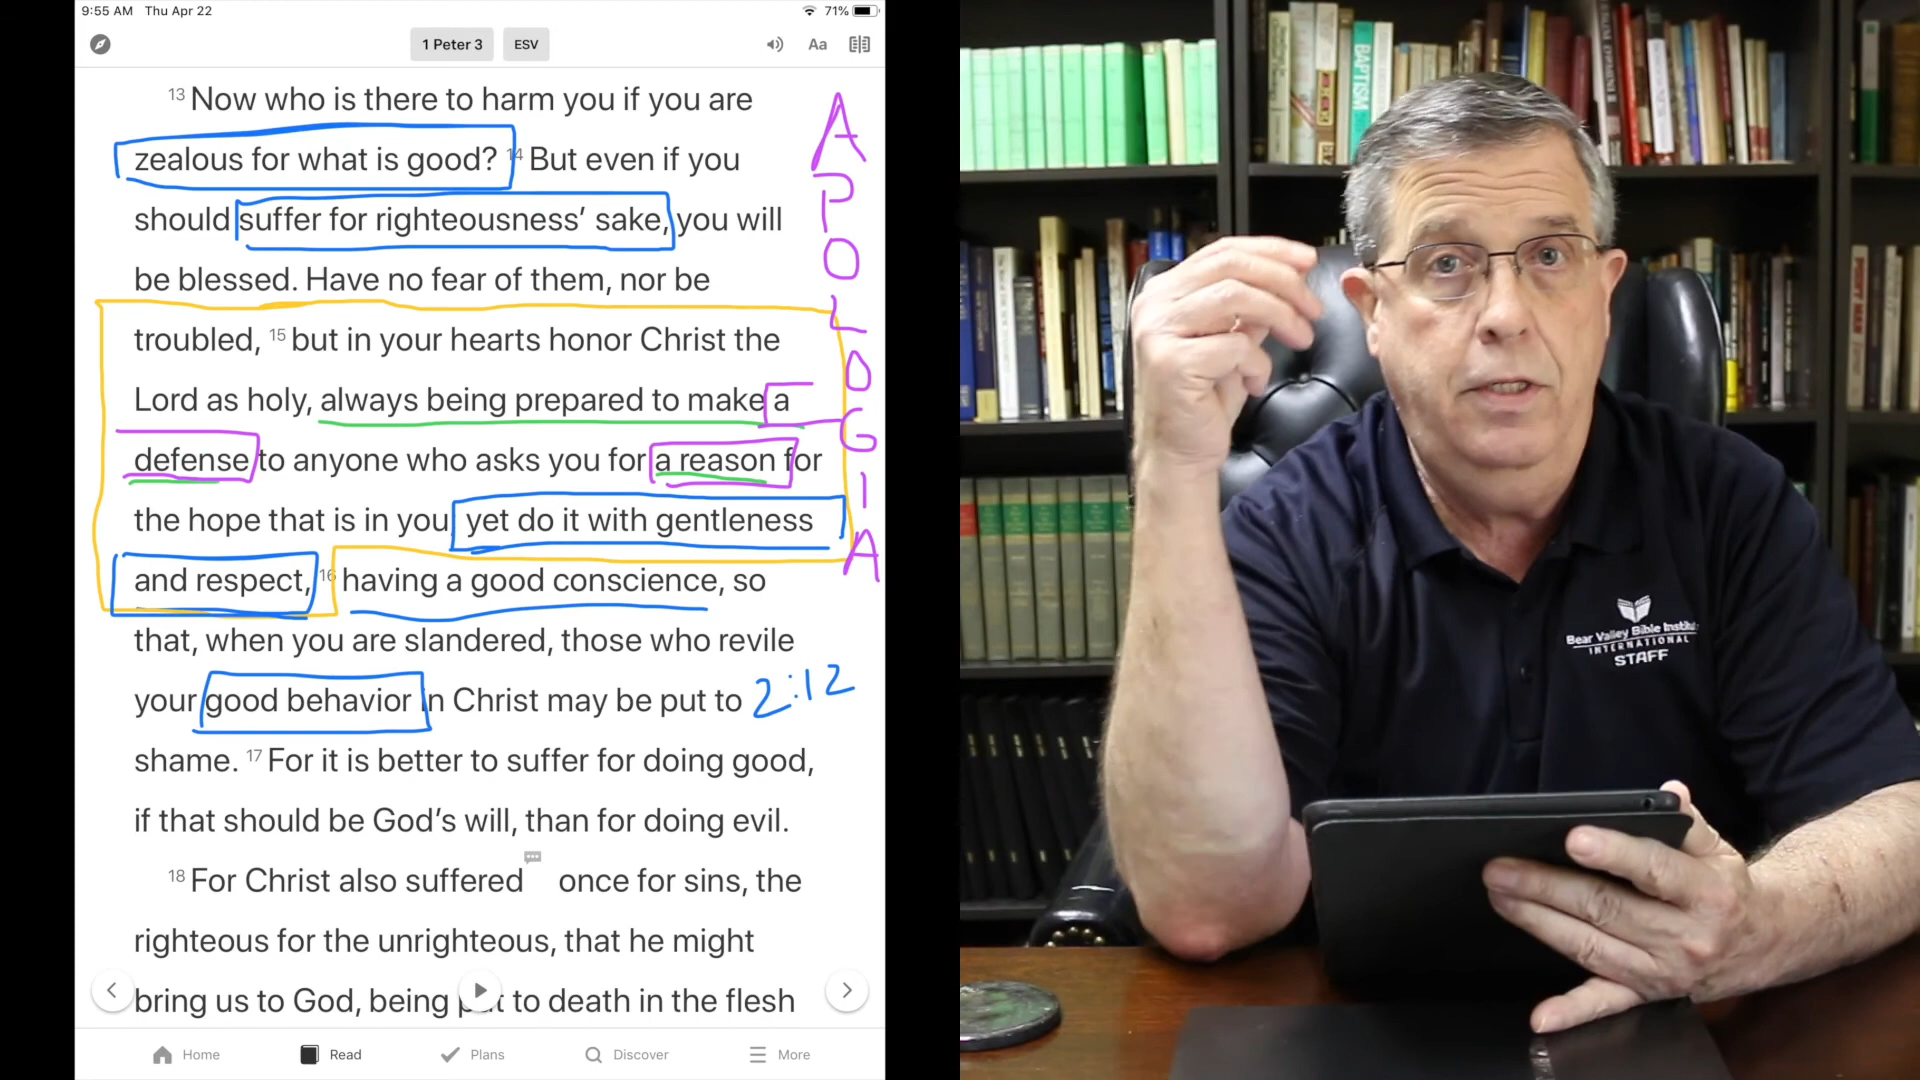 9:55 AM Thu Apr 22
71%
1 Peter 3 ESV
Aa
13 Now who is there to harm you if you are
zealous for what is good? 14 But even if you
should suffer for righteousness’ sake, you will
be blessed. Have no fear of them, nor be
troubled, 15 but in your hearts honor Christ the
Lord as holy, always being prepared to make a
defense to anyone who asks you for a reason for
the hope that is in you yet do it with gentleness
and respect, 16 having a good conscience, so
that, when you are slandered, those who revile
your good behavior in Christ may be put to
shame. 17 For it is better to suffer for doing good,
if that should be God’s will, than for doing evil.
18 For Christ also suffered once for sins, the
righteous for the unrighteous, that he might
bring us to God, being put to death in the flesh
APOLOGIA
2:12
Home Read Plans Discover More
BAPTISM
Bear Valley Bible Institu
INTERNATIONAL
STAFF